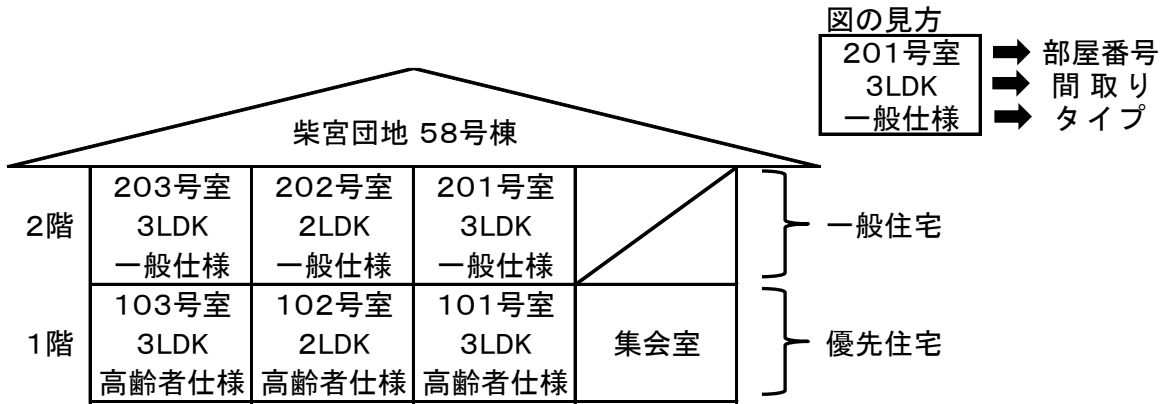 図の見方
201号室 ➡ 部屋番号
3LDK ➡ 間取り
一般仕様 ➡ タイプ
柴宮団地 58号棟
2階
203号室 202号室 201号室
3LDK 2LDK 3LDK
一般仕様 一般仕様 一般仕様
一般住宅
1階
103号室 102号室 101号室
3LDK 2LDK 3LDK
高齢者仕様 高齢者仕様 高齢者仕様
集会室
優先住宅